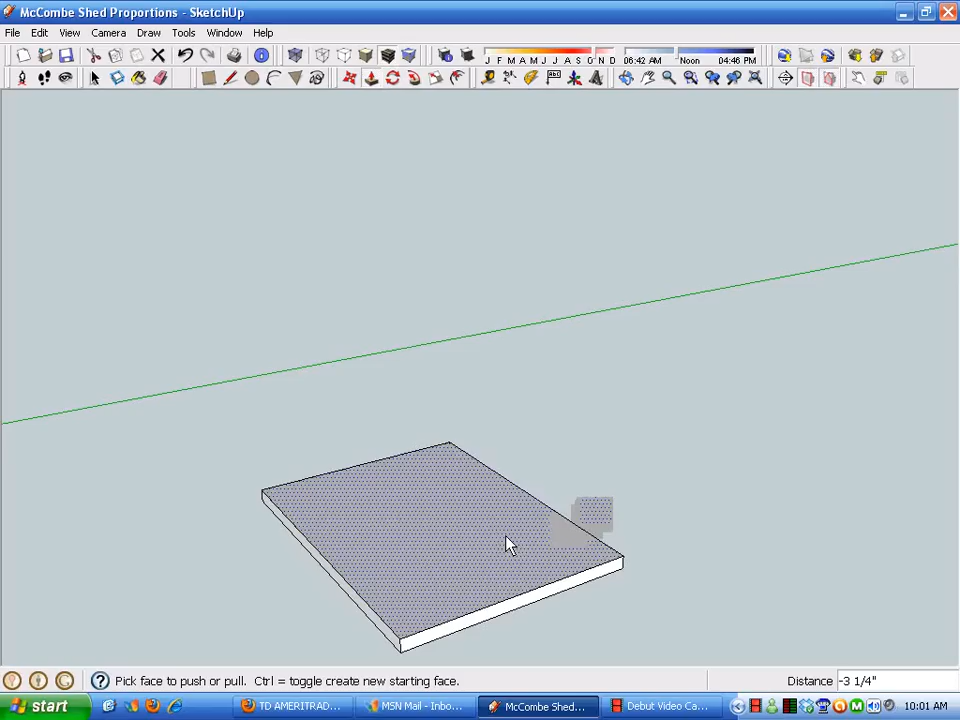 McCombe Shed Proportions - SketchUp
File Edit View Camera Draw Tools Window Help
J F M A M J J A S O N D 06:42 AM Noon 04:46 PM
Pick face to push or pull. Ctrl = toggle create new starting face. Distance -3 1/4"
start TD AMERITRAD... MSN Mail - Inbo... McCombe Shed... Debut Video Ca... 10:01 AM